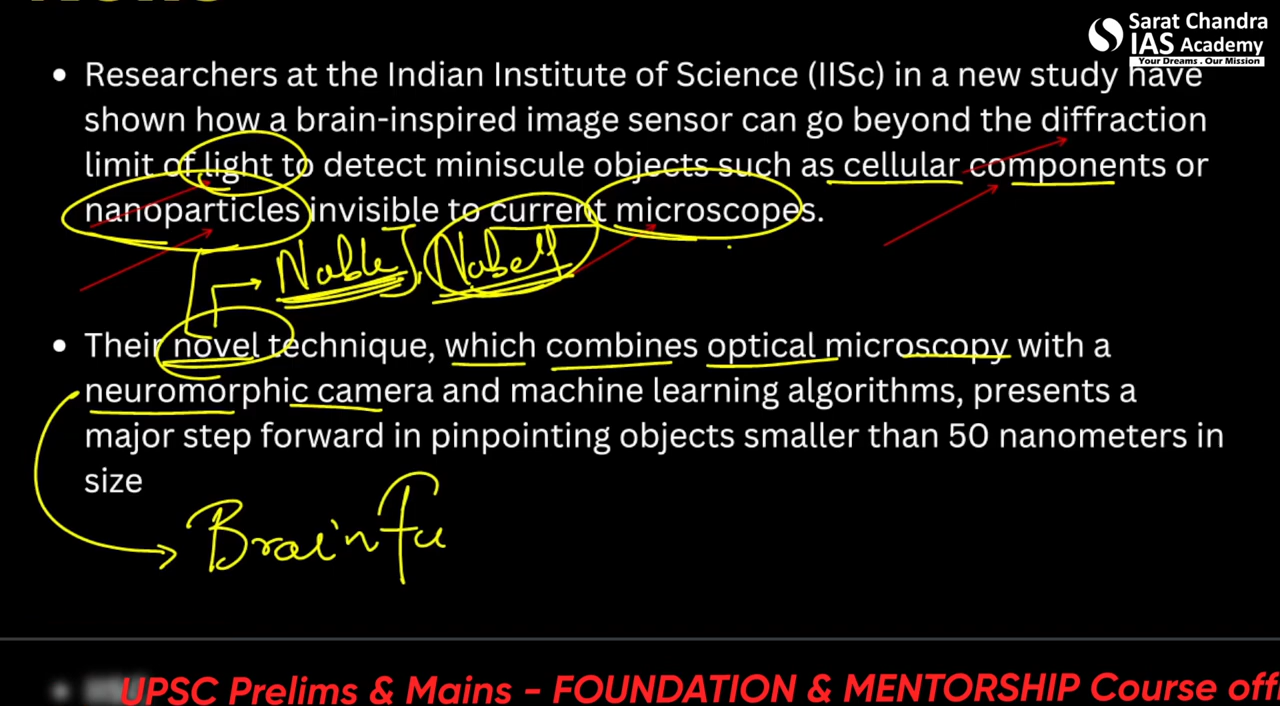 Sarat Chandra
IAS Academy
Your Dreams . Our Mission
• Researchers at the Indian Institute of Science (IISc) in a new study have
shown how a brain-inspired image sensor can go beyond the diffraction
limit of light to detect miniscule objects such as cellular components or
nanoparticles invisible to current microscopes.
Noble
• Their novel technique, which combines optical microscopy with a
neuromorphic camera and machine learning algorithms, presents a
major step forward in pinpointing objects smaller than 50 nanometers in
size
Brain fu
UPSC Prelims & Mains - FOUNDATION & MENTORSHIP Course off